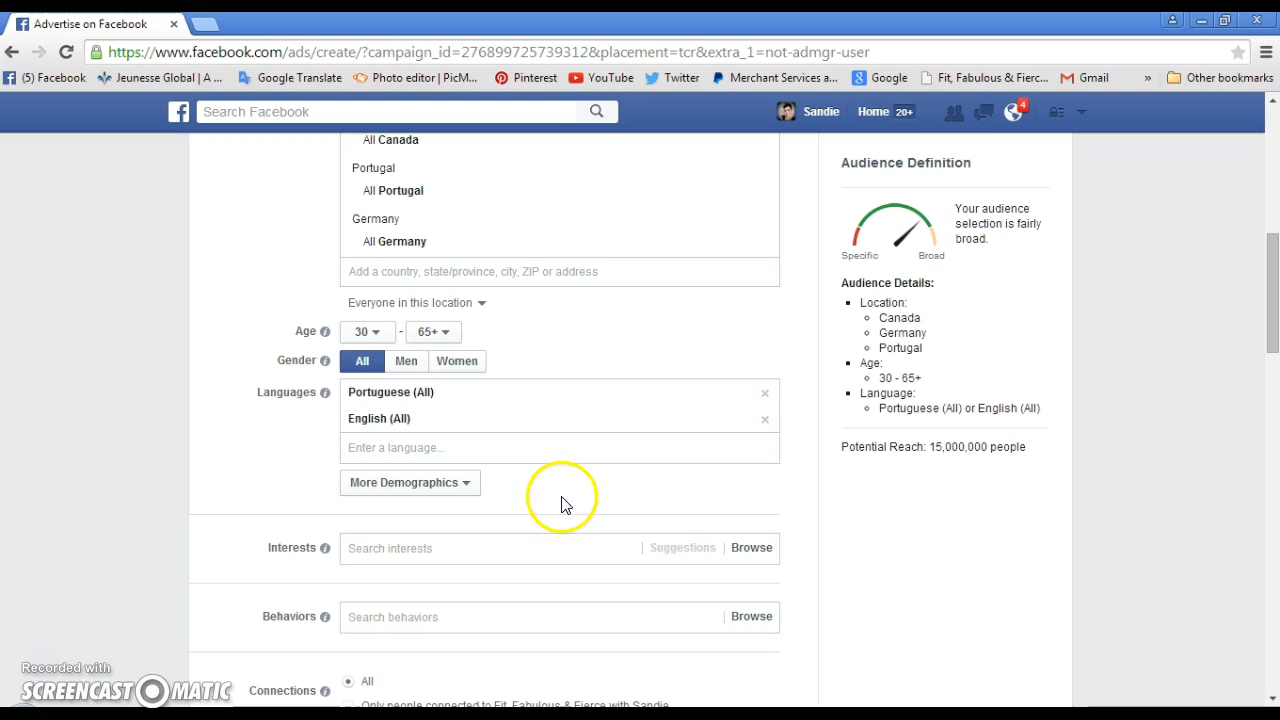 Advertise on Facebook
https://www.facebook.com/ads/create/?campaign_id=276899725739312&placement=tcr&extra_1=not-admgr-user
(5) Facebook
Jeunesse Global | A ...
Google Translate
Photo editor | PicM...
Pinterest
YouTube
Twitter
Merchant Services a...
Google
Fit, Fabulous & Fierc...
Gmail
»
Other bookmarks
Search Facebook
Sandie
Home 20+
4
All Canada
Portugal
All Portugal
Germany
All Germany
Add a country, state/province, city, ZIP or address
Everyone in this location
Age 30 - 65+
Gender All Men Women
Languages Portuguese (All)
English (All)
Enter a language...
More Demographics
Interests Search interests | Suggestions | Browse
Behaviors Search behaviors | Browse
Connections All
Only people connected to Fit, Fabulous & Fierce with Sandie
Audience Definition
Your audience
selection is fairly
broad.
Specific Broad
Audience Details:
Location:
Canada
Germany
Portugal
Age:
30 - 65+
Language:
Portuguese (All) or English (All)
Potential Reach: 15,000,000 people
Recorded with
SCREENCAST MATIC